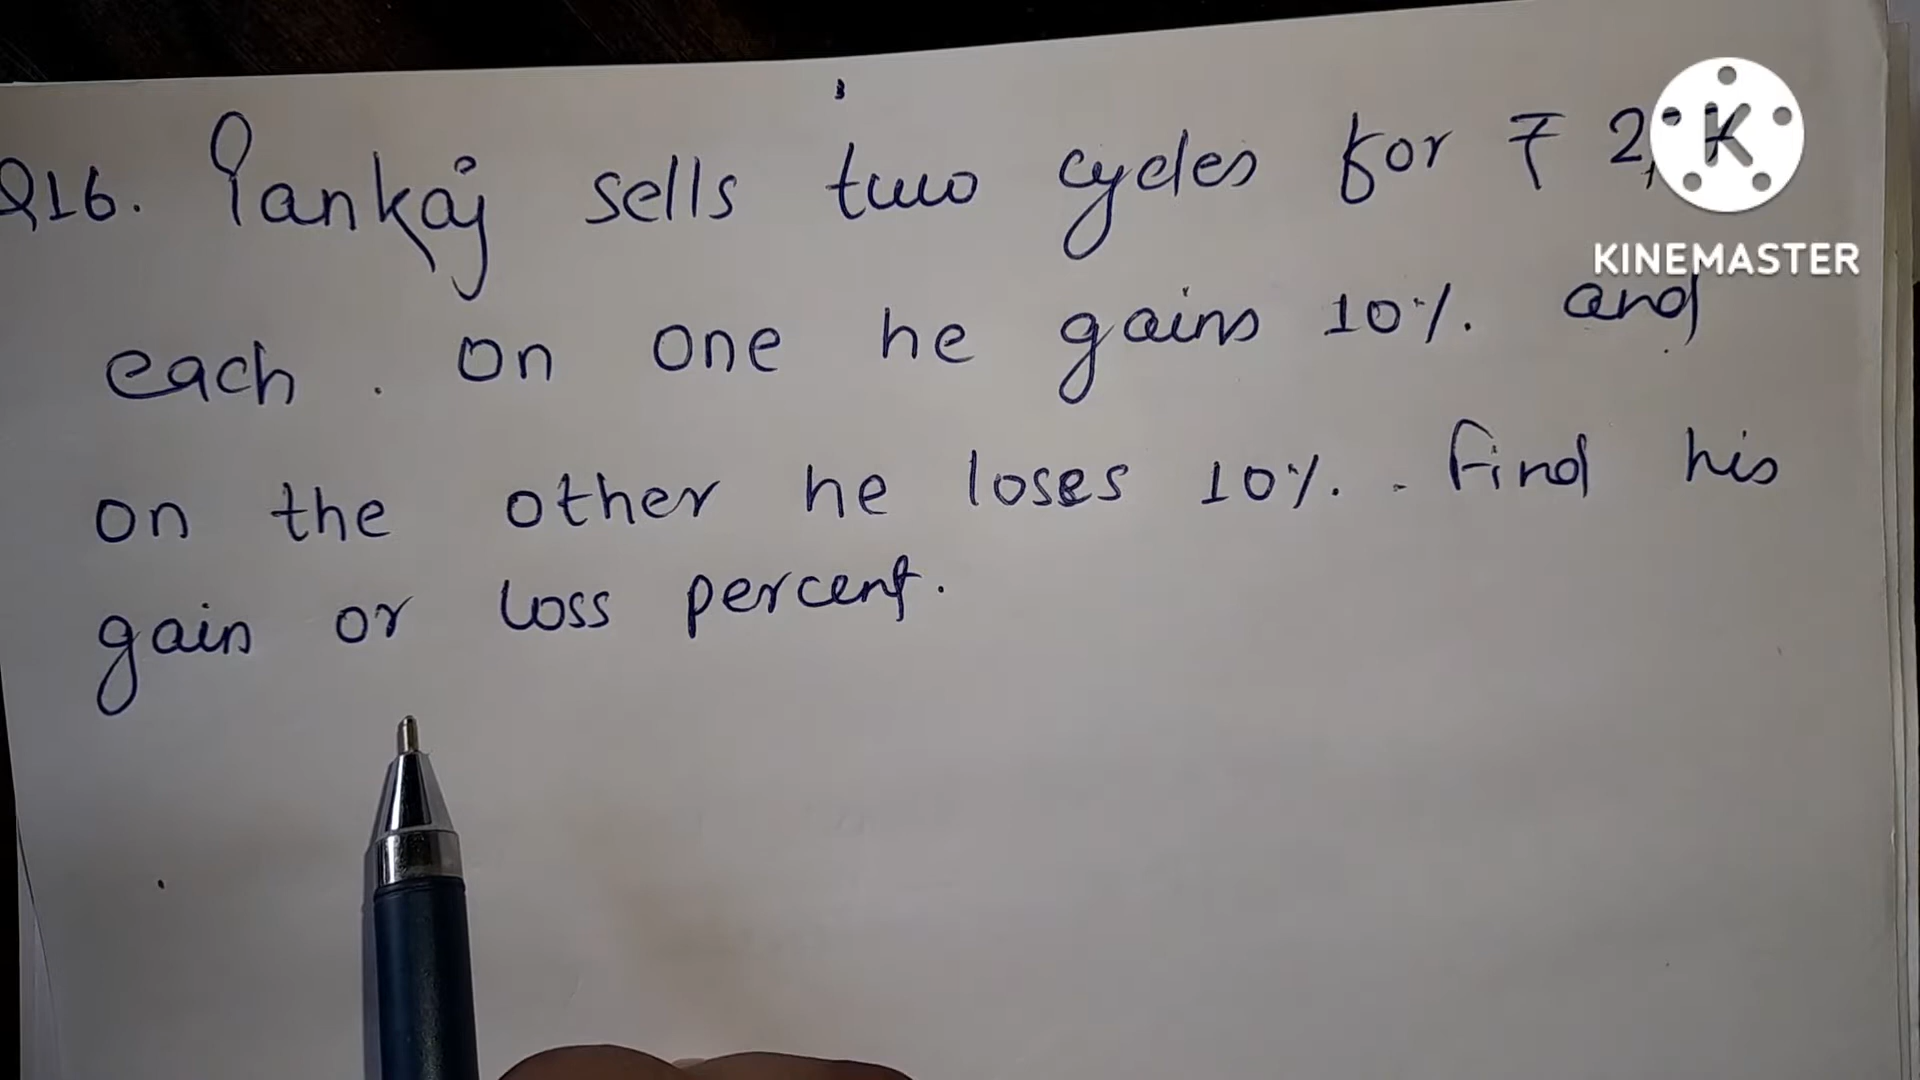 Q16. Pankaj sells two cycles for ₹
each. On one he gains 10%. and
on the other he loses 10%. Find his
gain or loss percent.
K
KINEMASTER